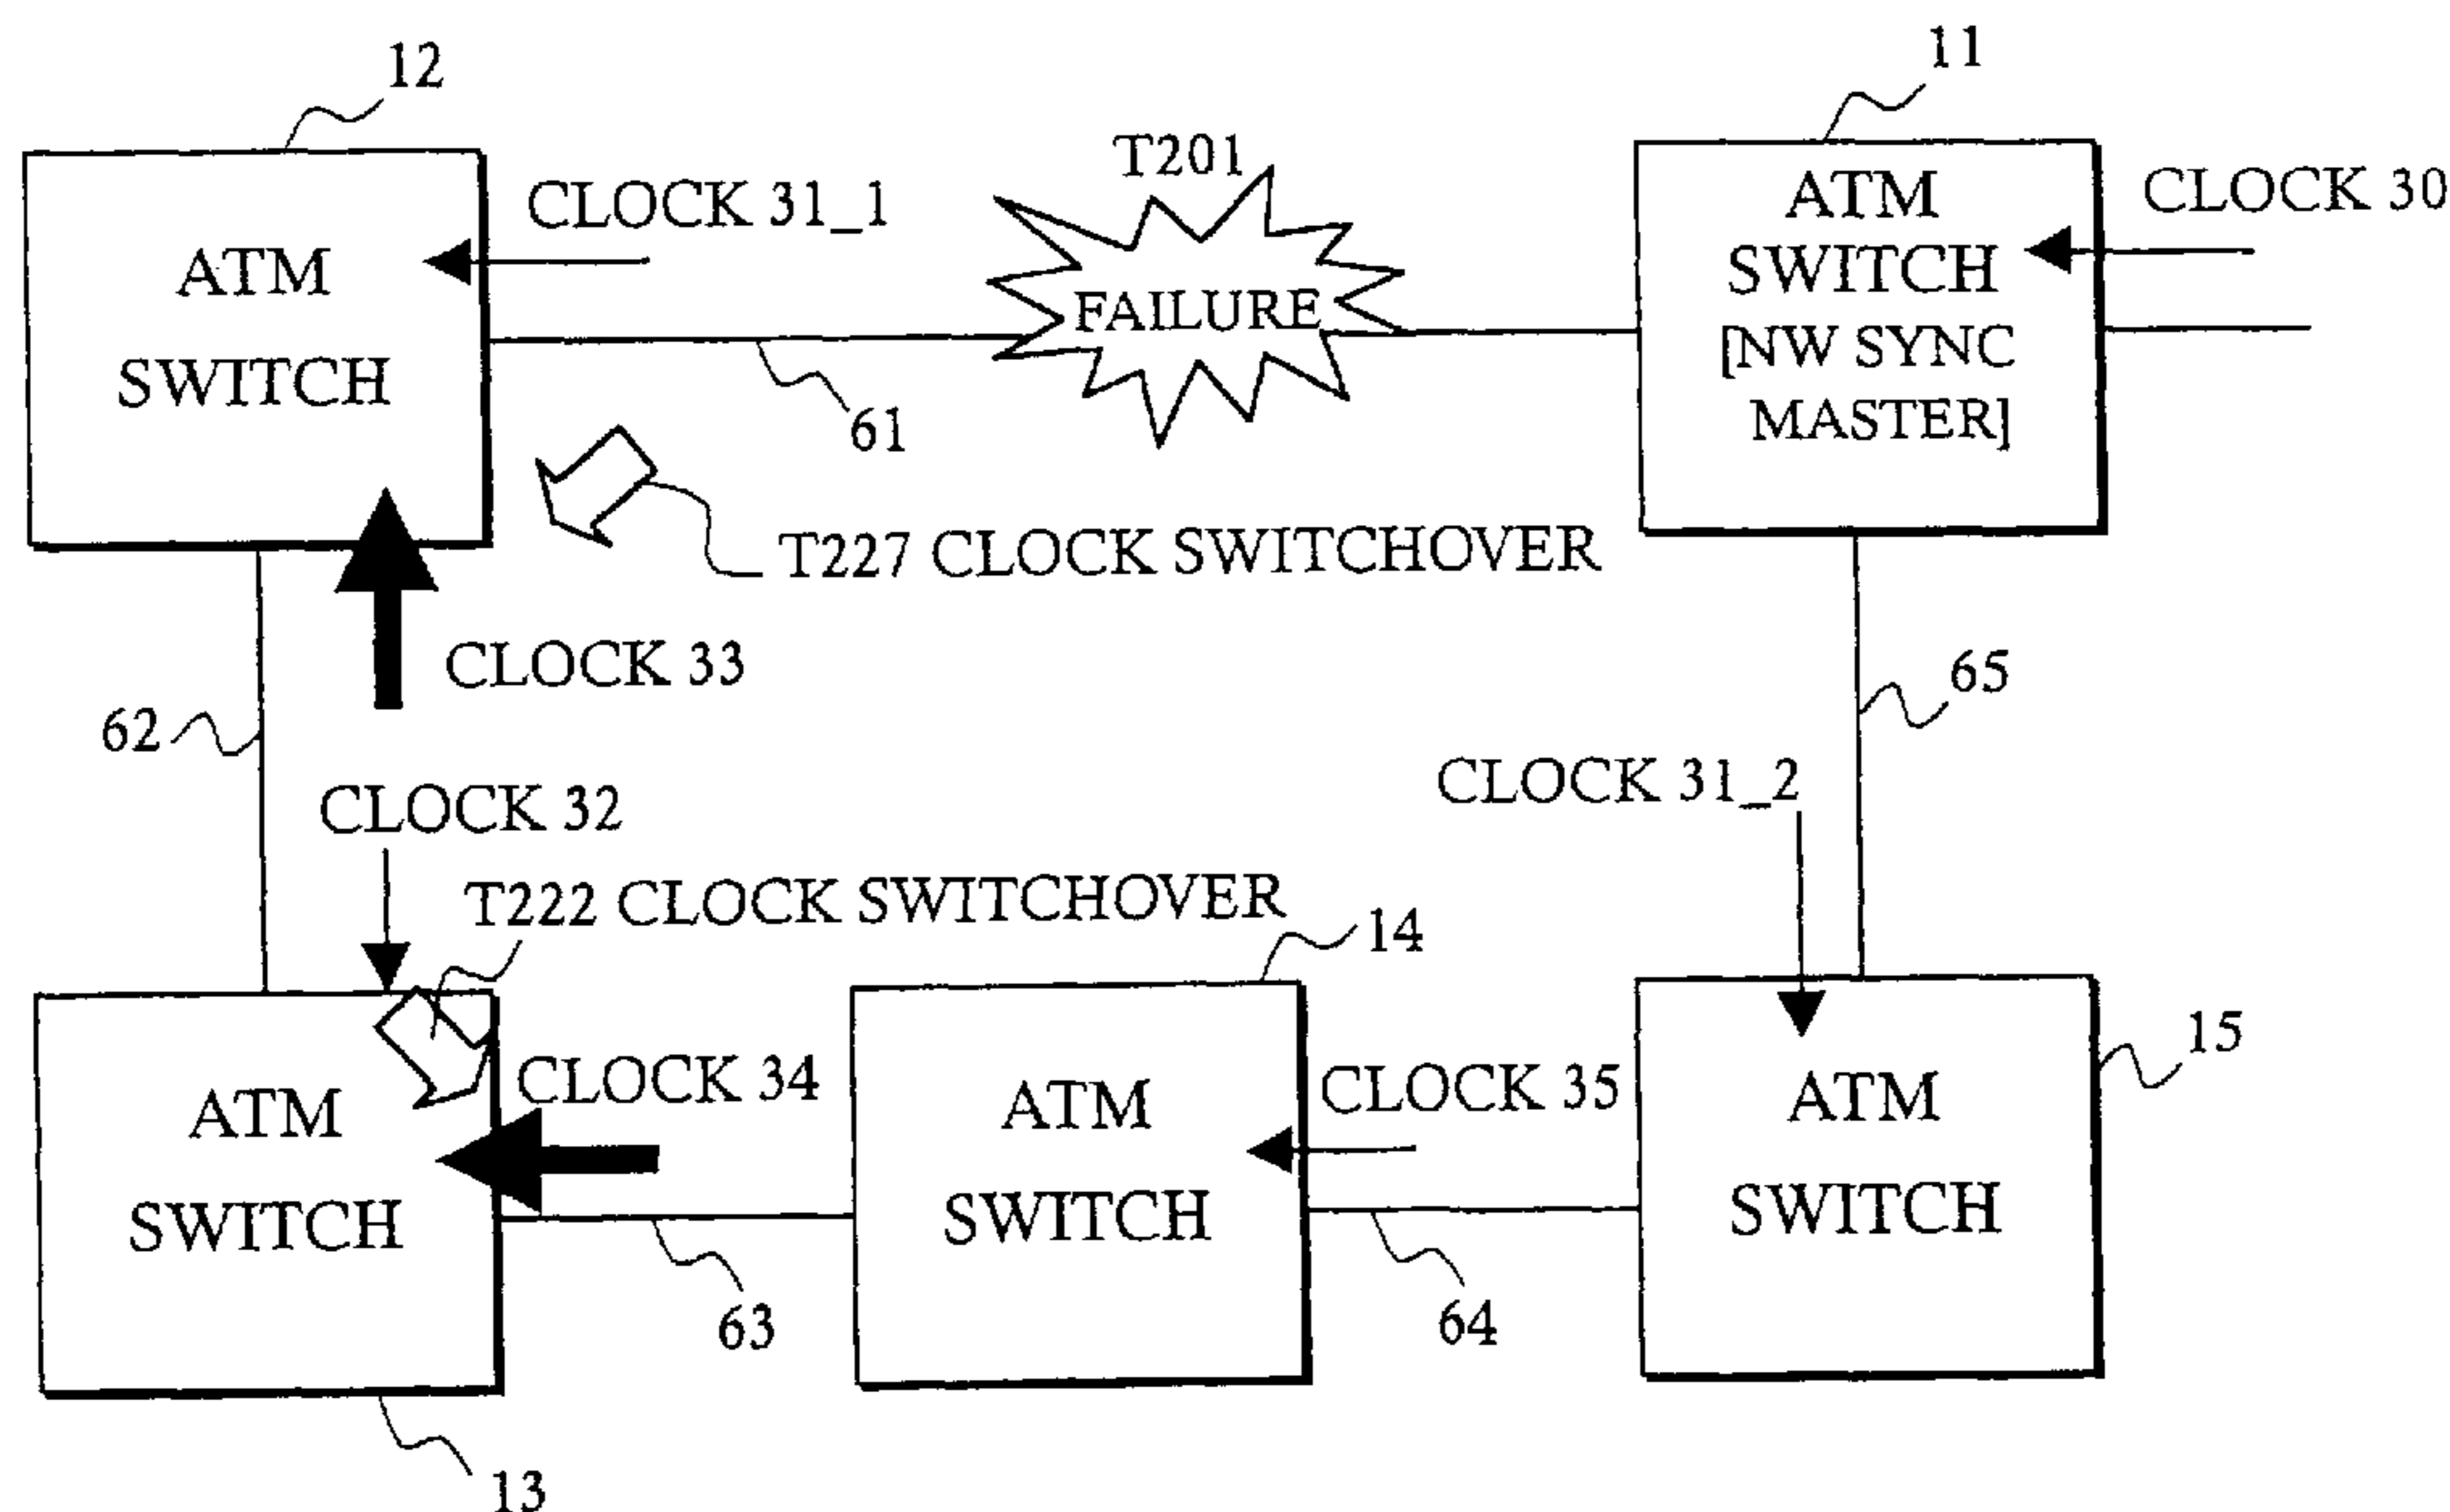 12
11
T201
CLOCK 31_1
CLOCK 30
ATM
SWITCH
FAILURE
ATM
SWITCH
[NW SYNC
MASTER]
61
T227 CLOCK SWITCHOVER
CLOCK 33
62
65
CLOCK 31_2
CLOCK 32
T222 CLOCK SWITCHOVER
14
15
CLOCK 34
CLOCK 35
ATM
SWITCH
ATM
SWITCH
ATM
SWITCH
63
64
13